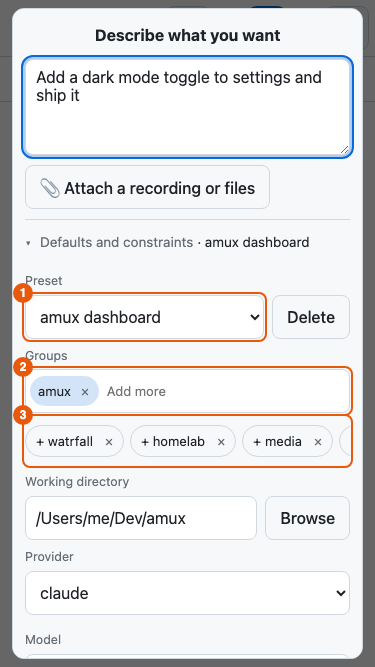 Describe what you want
Add a dark mode toggle to settings and
ship it
📎 Attach a recording or files
▾ Defaults and constraints · amux dashboard
Preset
1
amux dashboard
Delete
Groups
2
amux × Add more
3
+ watrfall × + homelab × + media ×
Working directory
/Users/me/Dev/amux
Browse
Provider
claude
Model